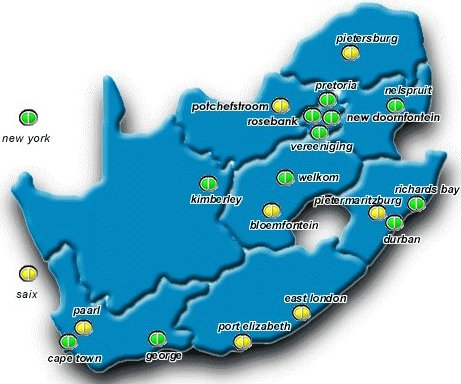 pietersburg
pretoria
nelspruit
potchefstroom
rosebank
new doornfontein
new york
vereeniging
welkom
kimberley
richards bay
pietermaritzburg
bloemfontein
durban
saix
east london
paarl
port elizabeth
cape town
george